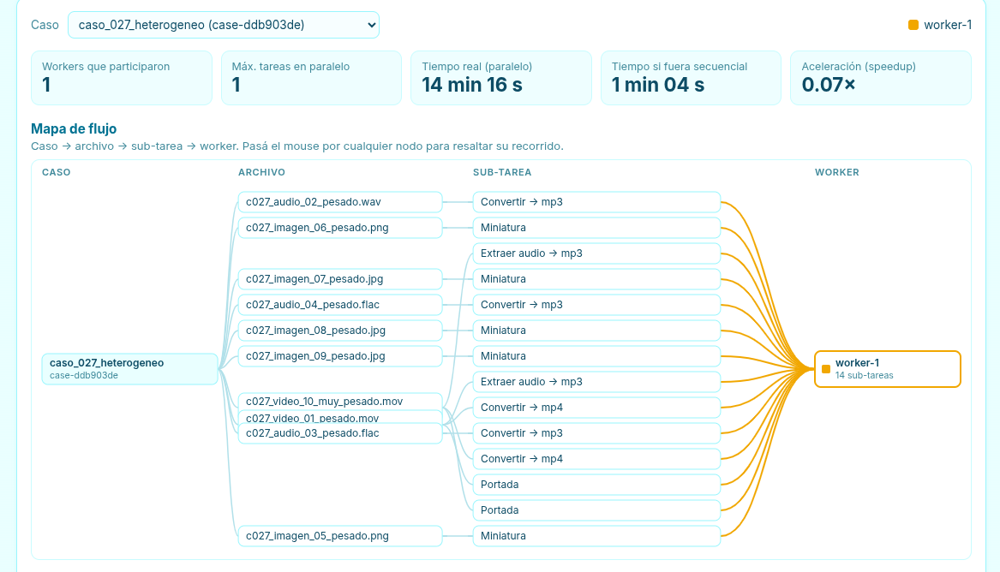 Caso caso_027_heterogeneo (case-ddb903de) worker-1
Workers que participaron
1
Máx. tareas en paralelo
1
Tiempo real (paralelo)
14 min 16 s
Tiempo si fuera secuencial
1 min 04 s
Aceleración (speedup)
0.07×
Mapa de flujo
Caso → archivo → sub-tarea → worker. Pasá el mouse por cualquier nodo para resaltar su recorrido.
CASO ARCHIVO SUB-TAREA WORKER
c027_audio_02_pesado.wav Convertir → mp3
c027_imagen_06_pesado.png Miniatura
Extraer audio → mp3
c027_imagen_07_pesado.jpg Miniatura
c027_audio_04_pesado.flac Convertir → mp3
c027_imagen_08_pesado.jpg Miniatura
c027_imagen_09_pesado.jpg Miniatura
caso_027_heterogeneo
case-ddb903de
worker-1
14 sub-tareas
Extraer audio → mp3
c027_video_10_muy_pesado.mov Convertir → mp4
c027_video_01_pesado.mov
c027_audio_03_pesado.flac Convertir → mp3
Convertir → mp4
Portada
Portada
c027_imagen_05_pesado.png Miniatura